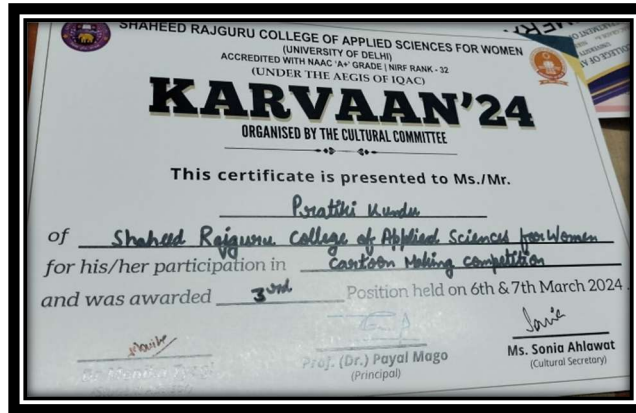 SHAHEED RAJGURU COLLEGE OF APPLIED SCIENCES FOR WOMEN
(UNIVERSITY OF DELHI)
ACCREDITED WITH NAAC 'A+' GRADE | NIRF RANK - 32
(UNDER THE AEGIS OF IQAC)
KARVAAN'24
ORGANISED BY THE CULTURAL COMMITTEE
This certificate is presented to Ms./Mr.
Pratiki Kundu
of Shaheed Rajguru College of Applied Sciences for Women
for his/her participation in Cartoon Making competition
and was awarded 3rd Position held on 6th & 7th March 2024.
Prof. (Dr.) Payal Mago
(Principal)
Ms. Sonia Ahlawat
(Cultural Secretary)